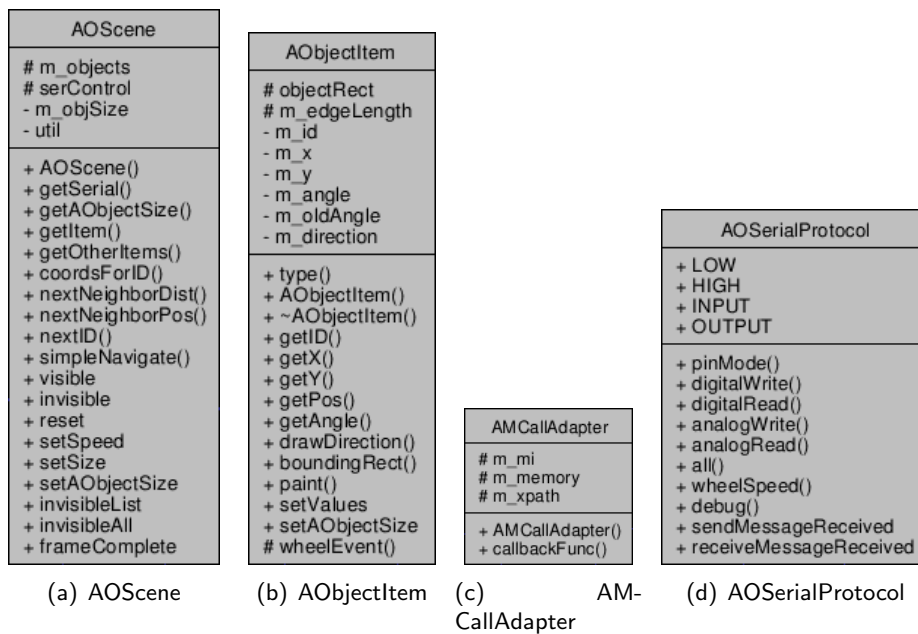 AOScene
# m_objects
# serControl
- m_objSize
- util
+ AOScene()
+ getSerial()
+ getAObjectSize()
+ getItem()
+ getOtherItems()
+ coordsForID()
+ nextNeighborDist()
+ nextNeighborPos()
+ nextID()
+ simpleNavigate()
+ visible
+ invisible
+ reset
+ setSpeed
+ setSize
+ setAObjectSize
+ invisibleList
+ invisibleAll
+ frameComplete
(a) AOScene
AObjectItem
# objectRect
# m_edgeLength
- m_id
- m_x
- m_y
- m_angle
- m_oldAngle
- m_direction
+ type()
+ AObjectItem()
+ ~AObjectItem()
+ getID()
+ getX()
+ getY()
+ getPos()
+ getAngle()
+ drawDirection()
+ boundingRect()
+ paint()
+ setValues
+ setAObjectSize
# wheelEvent()
(b) AObjectItem
AMCallAdapter
# m_mi
# m_memory
# m_xpath
+ AMCallAdapter()
+ callbackFunc()
(c) AM-
CallAdapter
AOSerialProtocol
+ LOW
+ HIGH
+ INPUT
+ OUTPUT
+ pinMode()
+ digitalWrite()
+ digitalRead()
+ analogWrite()
+ analogRead()
+ all()
+ wheelSpeed()
+ debug()
+ sendMessageReceived
+ receiveMessageReceived
(d) AOSerialProtocol